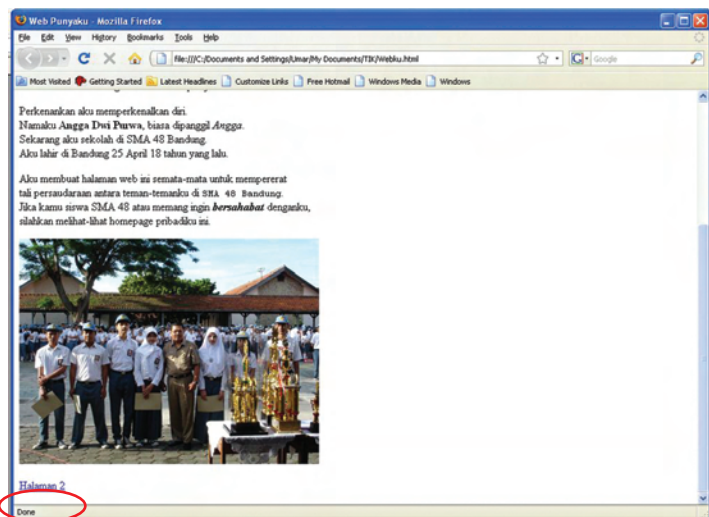 Web Punyaku - Mozilla Firefox
File Edit View History Bookmarks Tools Help
file:///C:/Documents and Settings/Umar/My Documents/TIK/Webku.html
Google
Most Visited Getting Started Latest Headlines Customize Links Free Hotmail Windows Media Windows
Perkenankan aku memperkenalkan diri.
Namaku Angga Dwi Purwa, biasa dipanggil Angga.
Sekarang aku sekolah di SMA 48 Bandung.
Aku lahir di Bandung 25 April 18 tahun yang lalu.
Aku membuat halaman web ini semata-mata untuk mempererat
tali persaudaraan antara teman-temanku di SMA 48 Bandung.
Jika kamu siswa SMA 48 atau memang ingin bersahabat denganku,
silahkan melihat-lihat homepage pribadiku ini.
Halaman 2
Done